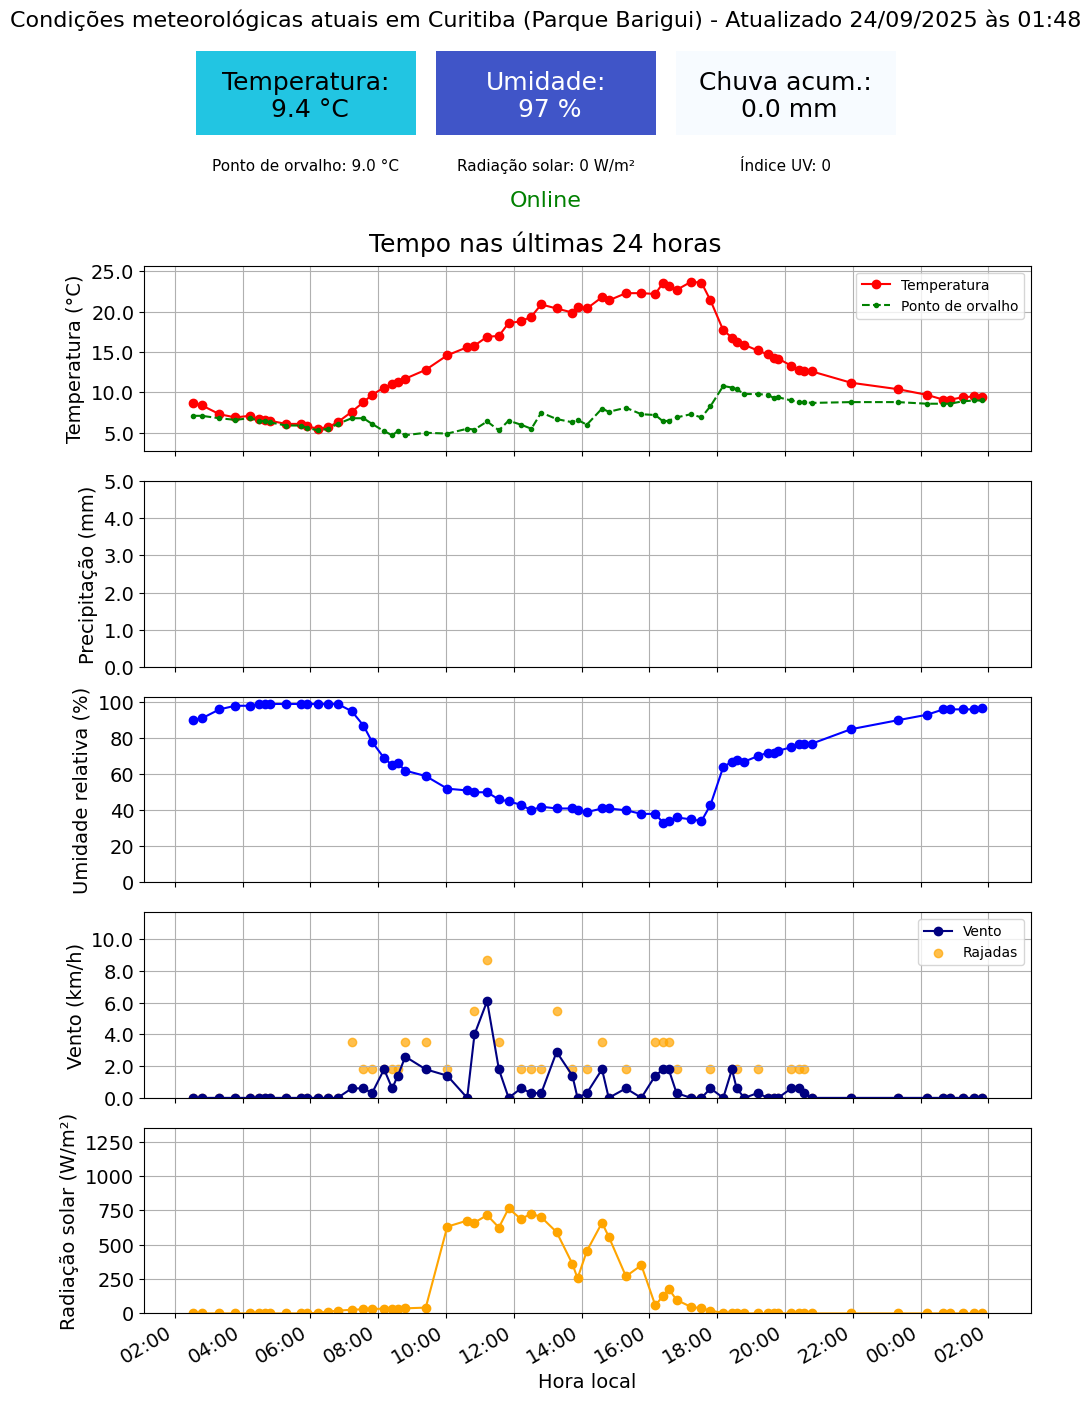 Condições meteorológicas atuais em Curitiba (Parque Barigui) - Atualizado 24/09/2025 às 01:48
Temperatura:
9.4 °C
Umidade:
97 %
Chuva acum.:
0.0 mm
Ponto de orvalho: 9.0 °C
Radiação solar: 0 W/m²
Índice UV: 0
Online
Tempo nas últimas 24 horas
Temperatura (°C)
25.0
20.0
15.0
10.0
5.0
Temperatura
Ponto de orvalho
Precipitação (mm)
5.0
4.0
3.0
2.0
1.0
0.0
Umidade relativa (%)
100
80
60
40
20
0
Vento (km/h)
10.0
8.0
6.0
4.0
2.0
0.0
Vento
Rajadas
Radiação solar (W/m²)
1250
1000
750
500
250
0
02:00
04:00
06:00
08:00
10:00
12:00
14:00
16:00
18:00
20:00
22:00
00:00
02:00
Hora local